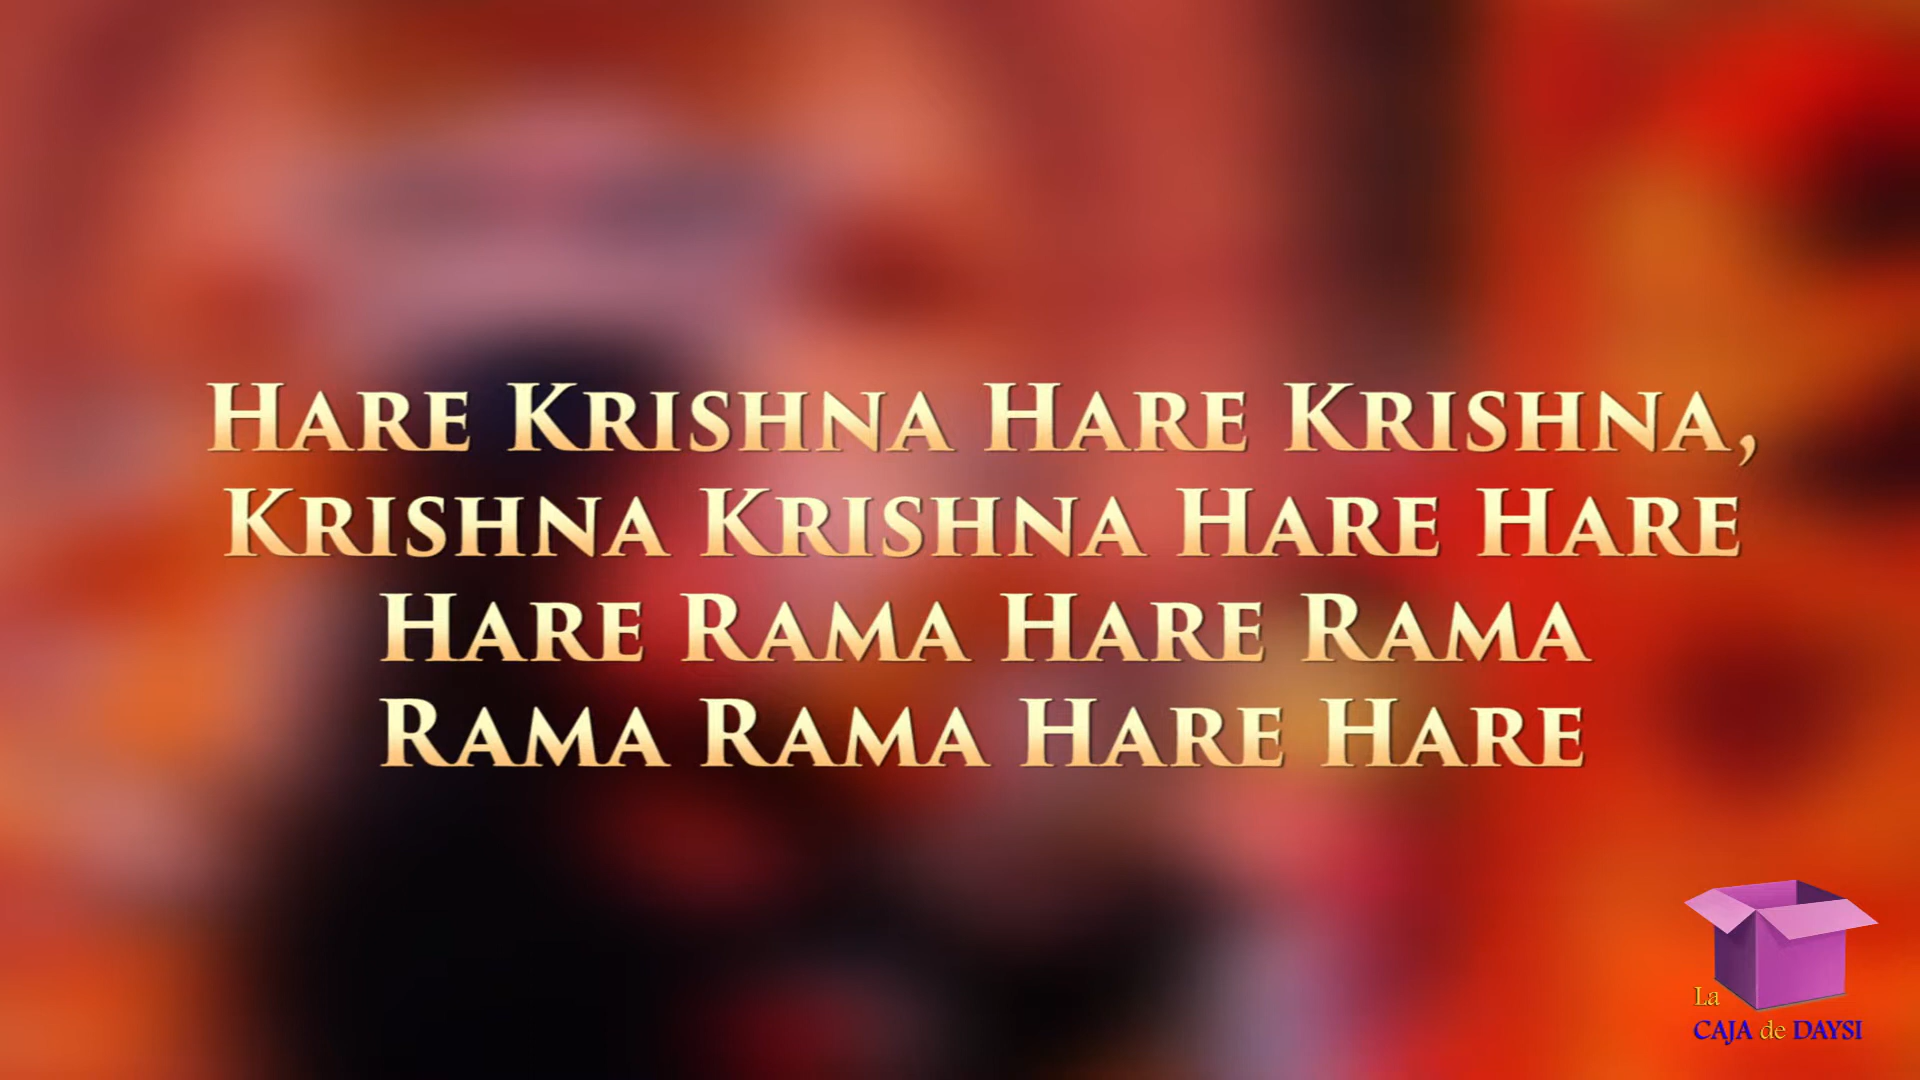 Hare Krishna Hare Krishna,
Krishna Krishna Hare Hare
Hare Rama Hare Rama
Rama Rama Hare Hare
La
CAJA de DAYSI